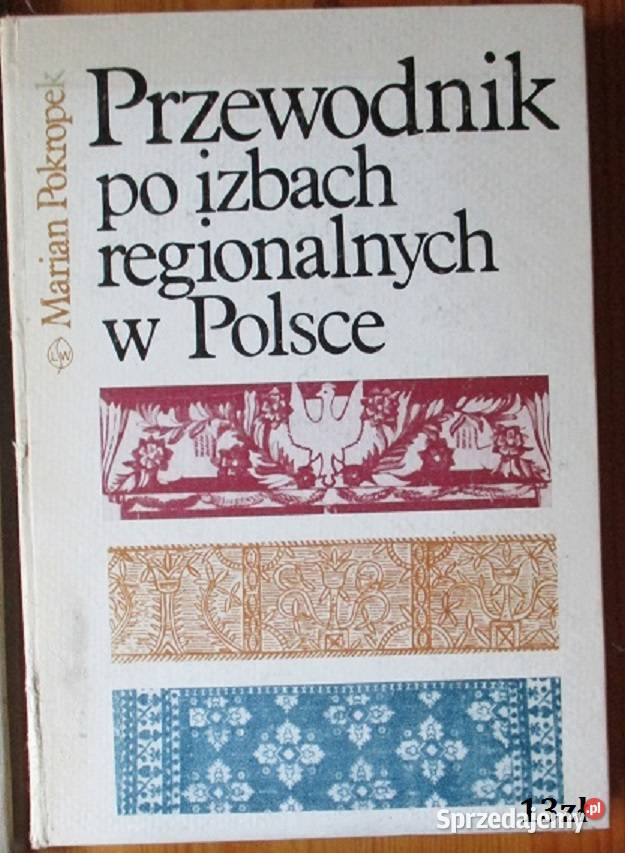 Przewodnik
po izbach
regionalnych
w Polsce
Marian Pokropek
LSW
13zł
Sprzedajemy.pl